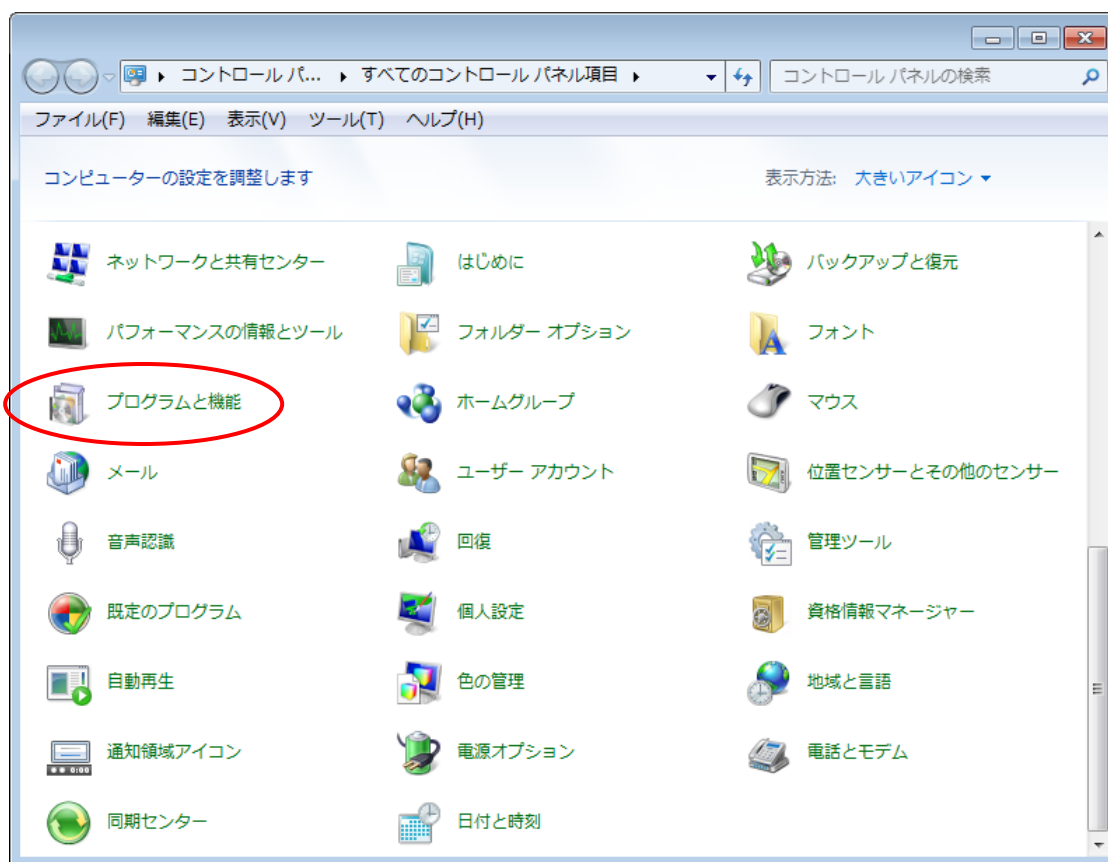 コントロール パ... すべてのコントロール パネル項目 コントロール パネルの検索
ファイル(F) 編集(E) 表示(V) ツール(T) ヘルプ(H)
コンピューターの設定を調整します 表示方法: 大きいアイコン
ネットワークと共有センター はじめに バックアップと復元
パフォーマンスの情報とツール フォルダー オプション フォント
プログラムと機能 ホームグループ マウス
メール ユーザー アカウント 位置センサーとその他のセンサー
音声認識 回復 管理ツール
既定のプログラム 個人設定 資格情報マネージャー
自動再生 色の管理 地域と言語
通知領域アイコン 電源オプション 電話とモデム
同期センター 日付と時刻